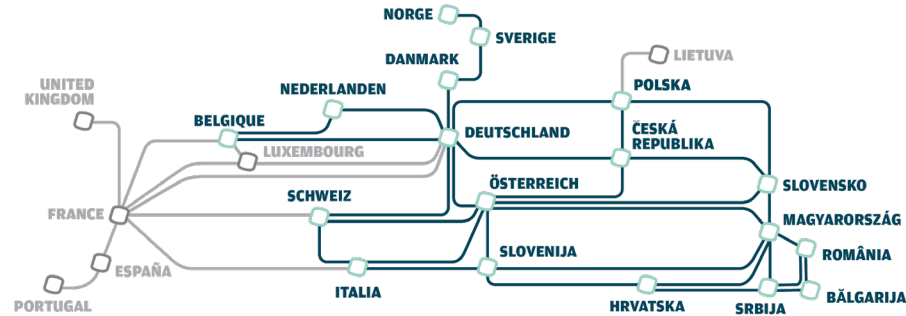 NORGE
SVERIGE
DANMARK
LIETUVA
UNITED
KINGDOM
NEDERLANDEN
POLSKA
BELGIQUE
DEUTSCHLAND
ČESKÁ
REPUBLIKA
LUXEMBOURG
ÖSTERREICH
SLOVENSKO
SCHWEIZ
FRANCE
MAGYARORSZÁG
SLOVENIJA
ROMÂNIA
ESPAÑA
ITALIA
PORTUGAL
HRVATSKA
SRBIJA
BĂLGARIJA